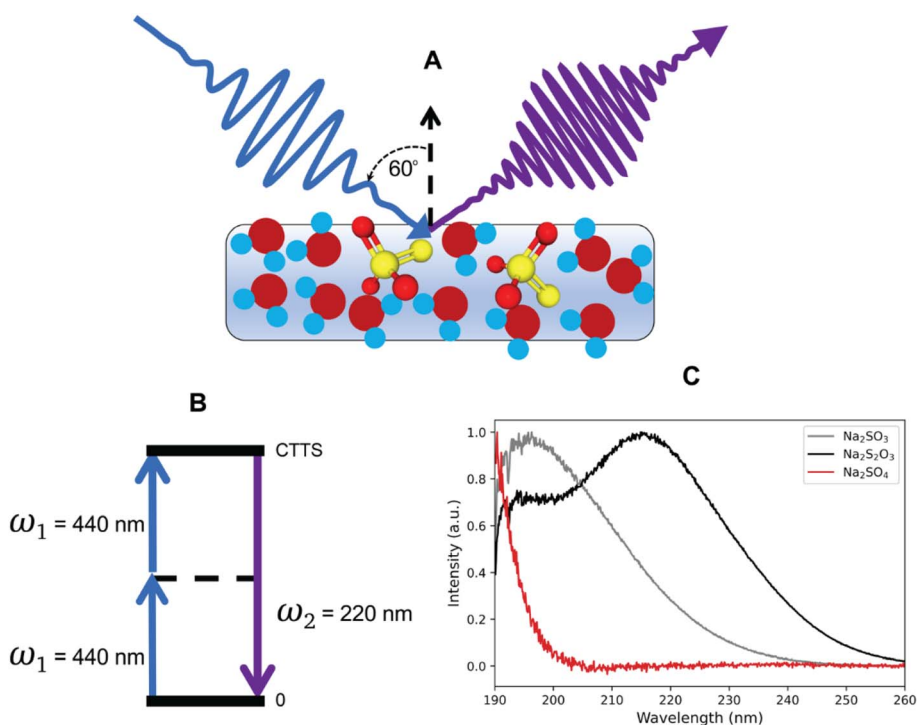 A
60°
B
CTTS
ω₁ = 440 nm
ω₂ = 220 nm
ω₁ = 440 nm
0
C
Intensity (a.u.)
1.0
0.8
0.6
0.4
0.2
0.0
Na₂SO₃
Na₂S₂O₃
Na₂SO₄
190 200 210 220 230 240 250 260
Wavelength (nm)